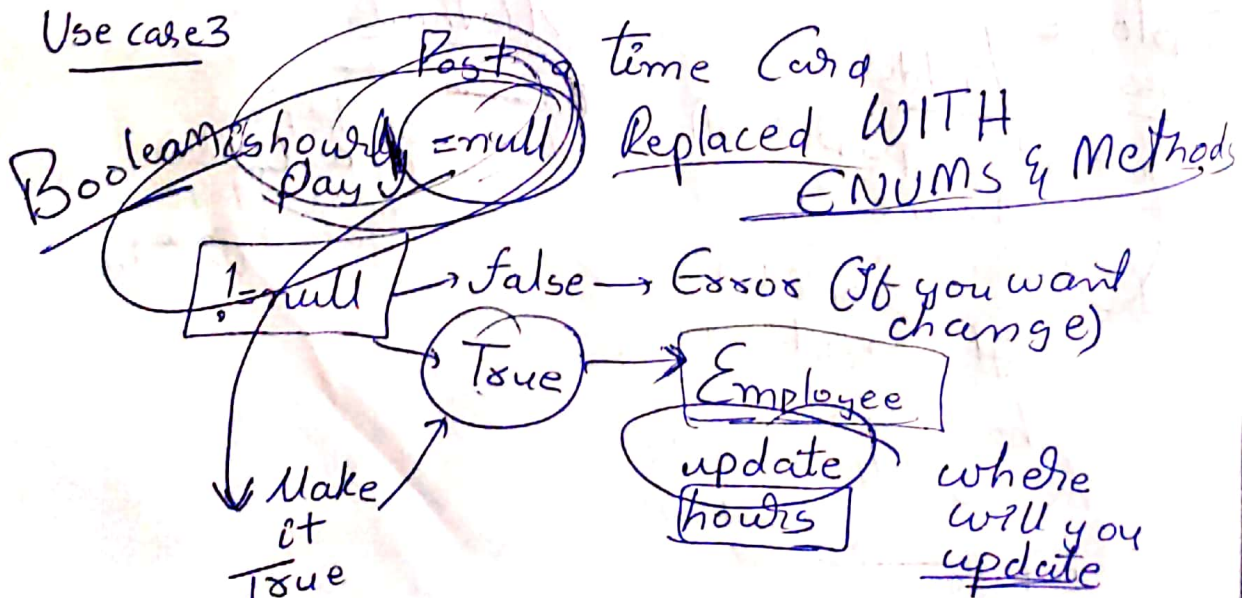 Use case3
Post a time Card
Boolean ishourly =null
pay
Replaced WITH
ENUMS & Methods
!=null → false → Error (If you want
change)
True → Employee
update
hours
where
will you
update
Make
it
True